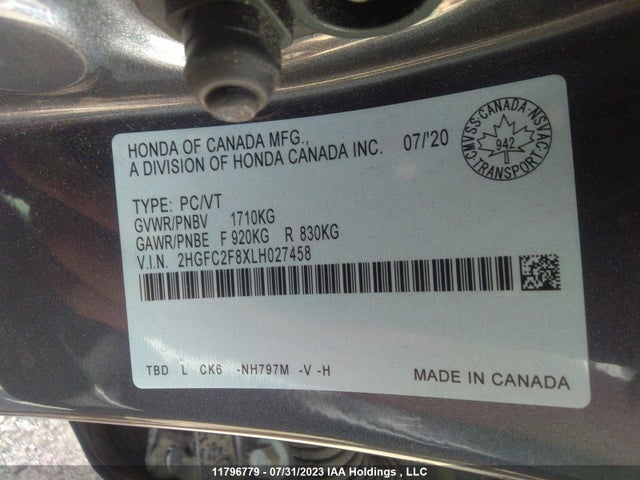 HONDA OF CANADA MFG.,
A DIVISION OF HONDA CANADA INC.
07/'20
CMVSS-CANADA-NSVAC
942
TRANSPORT
TYPE: PC/VT
GVWR/PNBV 1710KG
GAWR/PNBE F 920KG R 830KG
V.I.N. 2HGFC2F8XLH027458
TBD L CK6 -NH797M -V -H
MADE IN CANADA
11796779 - 07/31/2023 IAA Holdings , LLC